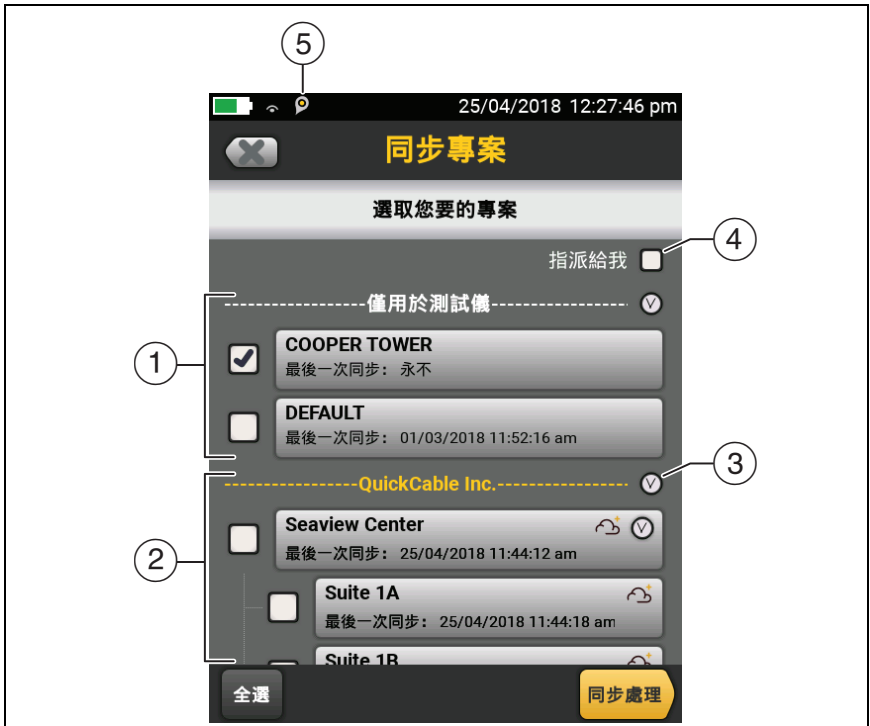 5
25/04/2018 12:27:46 pm
同步專案
選取您要的專案
指派給我
4
僅用於測試儀
1
COOPER TOWER
最後一次同步： 永不
DEFAULT
最後一次同步： 01/03/2018 11:52:16 am
3
QuickCable Inc.
2
Seaview Center
最後一次同步： 25/04/2018 11:44:12 am
Suite 1A
最後一次同步： 25/04/2018 11:44:18 am
Suite 1B
全選
同步處理